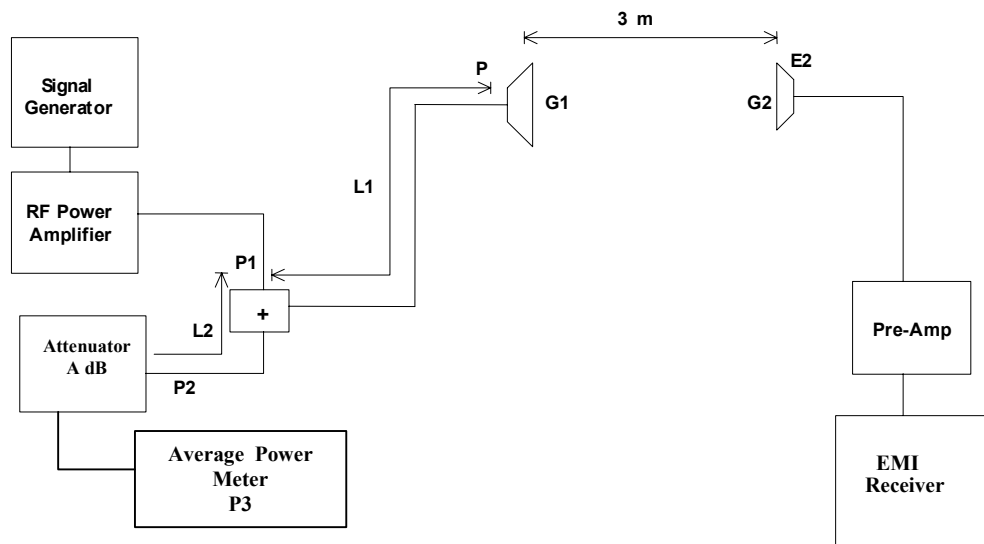 3 m
P
E2
G1
G2
Signal
Generator
L1
RF Power
Amplifier
P1
+
L2
Attenuator
A dB
P2
Pre-Amp
Average Power
Meter
P3
EMI
Receiver